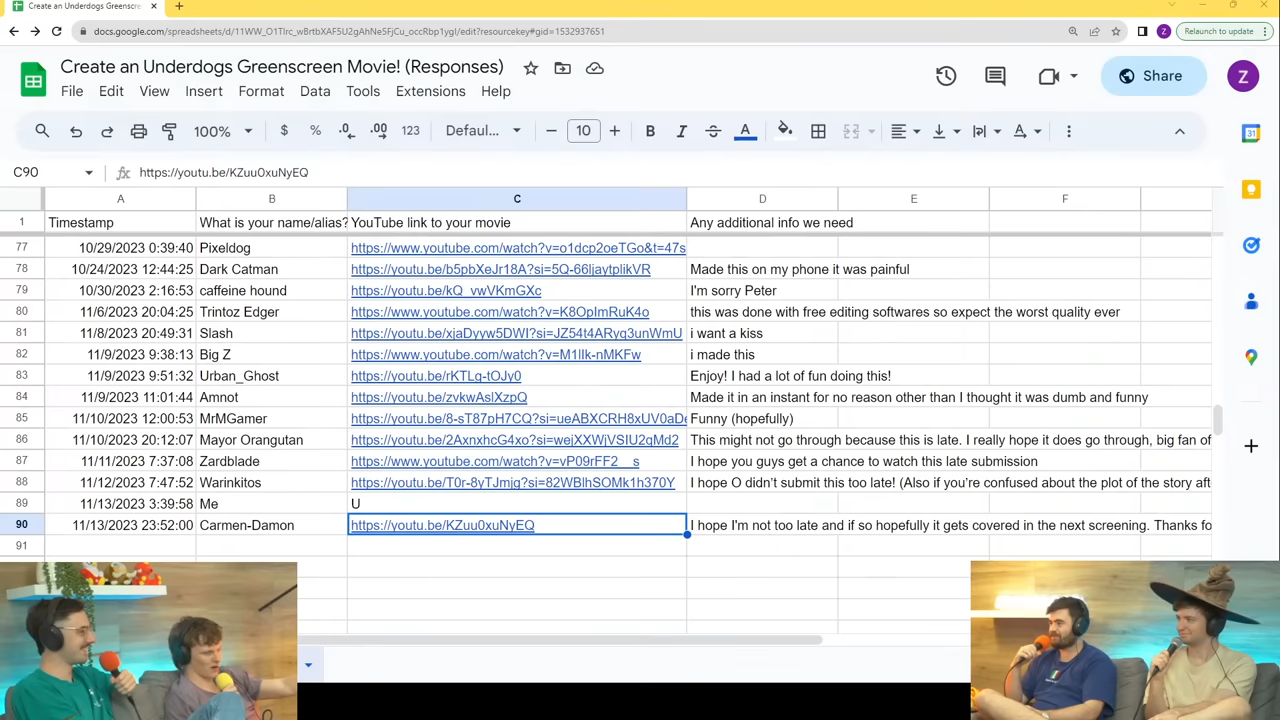 Create an Underdogs Greenscre
docs.google.com/spreadsheets/d/11WW_O1TIrc_wBrtbXAF5U2gAhNe5FjCu_occRbp1ygI/edit?resourcekey#gid=1532937651
Z
Relaunch to update
Create an Underdogs Greenscreen Movie! (Responses)
File Edit View Insert Format Data Tools Extensions Help
Share
Z
100% $ % .0 .00 123 Defaul... 10 B I A
C90 fx https://youtu.be/KZuu0xuNyEQ
A B C D E F
1 Timestamp What is your name/alias? YouTube link to your movie Any additional info we need
77 10/29/2023 0:39:40 Pixeldog https://www.youtube.com/watch?v=o1dcp2oeTGo&t=47s
78 10/24/2023 12:44:25 Dark Catman https://youtu.be/b5pbXeJr18A?si=5Q-66ljaytplikVR Made this on my phone it was painful
79 10/30/2023 2:16:53 caffeine hound https://youtu.be/kQ_vwVKmGXc I'm sorry Peter
80 11/6/2023 20:04:25 Trintoz Edger https://www.youtube.com/watch?v=K8OpImRuK4o this was done with free editing softwares so expect the worst quality ever
81 11/8/2023 20:49:31 Slash https://youtu.be/xjaDyvw5DWI?si=JZ54t4ARyq3unWmU i want a kiss
82 11/9/2023 9:38:13 Big Z https://www.youtube.com/watch?v=M1lIk-nMKFw i made this
83 11/9/2023 9:51:32 Urban_Ghost https://youtu.be/rKTLg-tOJy0 Enjoy! I had a lot of fun doing this!
84 11/9/2023 11:01:44 Amnot https://youtu.be/zvkwAslXzpQ Made it in an instant for no reason other than I thought it was dumb and funny
85 11/10/2023 12:00:53 MrMGamer https://youtu.be/8-sT87pH7CQ?si=ueABXCRH8xUV0aDe Funny (hopefully)
86 11/10/2023 20:12:07 Mayor Orangutan https://youtu.be/2AxnxhcG4xo?si=wejXXWjVSIU2qMd2 This might not go through because this is late. I really hope it does go through, big fan of
87 11/11/2023 7:37:08 Zardblade https://www.youtube.com/watch?v=vP09rFF2__s I hope you guys get a chance to watch this late submission
88 11/12/2023 7:47:52 Warinkitos https://youtu.be/T0r-8yTJmjg?si=82WBlhSOMk1h370Y I hope O didn't submit this too late! (Also if you're confused about the plot of the story aft
89 11/13/2023 3:39:58 Me U
90 11/13/2023 23:52:00 Carmen-Damon https://youtu.be/KZuu0xuNyEQ I hope I'm not too late and if so hopefully it gets covered in the next screening. Thanks fo
91